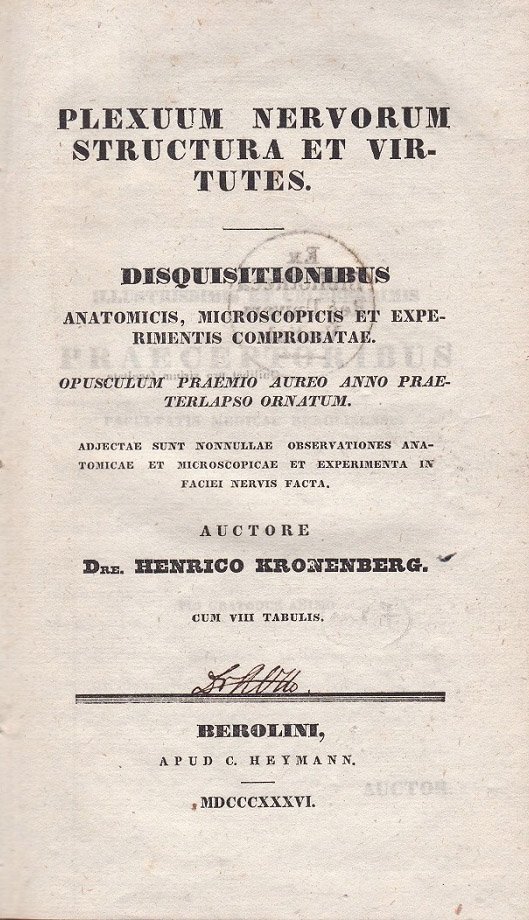 PLEXUUM NERVORUM
STRUCTURA ET VIR-
TUTES.
DISQUISITIONIBUS
ANATOMICIS, MICROSCOPICIS ET EXPE-
RIMENTIS COMPROBATAE.
OPUSCULUM PRAEMIO AUREO ANNO PRAE-
TERLAPSO ORNATUM.
ADJECTAE SUNT NONNULLAE OBSERVATIONES ANA-
TOMICAE ET MICROSCOPICAE ET EXPERIMENTA IN
FACIEI NERVIS FACTA.
AUCTORE
DRE. HENRICO KRONENBERG.
CUM VIII TABULIS.
BEROLINI,
APUD C. HEYMANN.
MDCCCXXXVI.